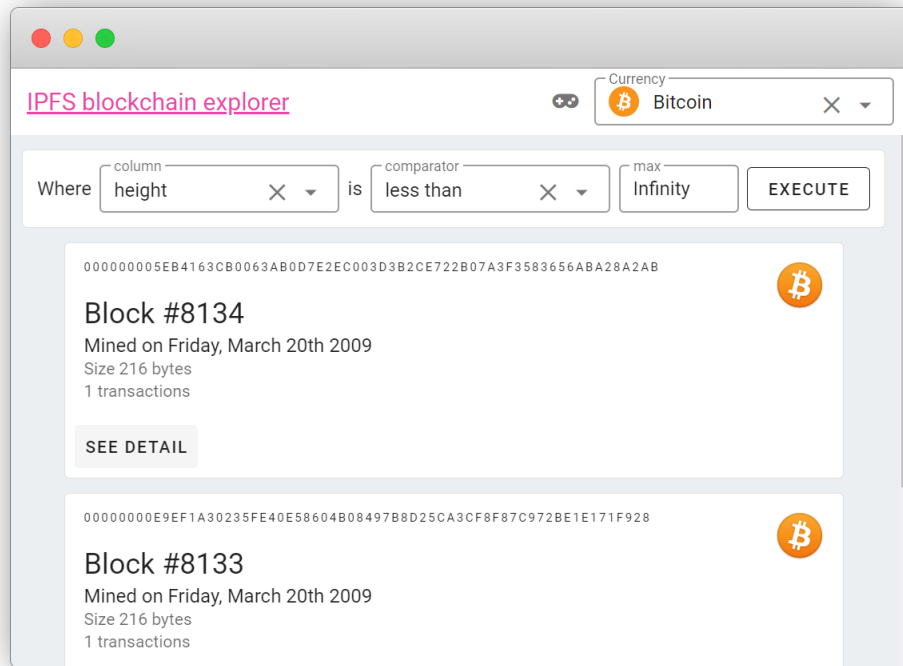 IPFS blockchain explorer
Currency
Bitcoin
Where
column
height
is
comparator
less than
max
Infinity
EXECUTE
000000005EB4163CB0063AB0D7E2EC003D3B2CE722B07A3F3583656ABA28A2AB
Block #8134
Mined on Friday, March 20th 2009
Size 216 bytes
1 transactions
SEE DETAIL
00000000E9EF1A30235FE40E58604B08497B8D25CA3CF8F87C972BE1E171F928
Block #8133
Mined on Friday, March 20th 2009
Size 216 bytes
1 transactions